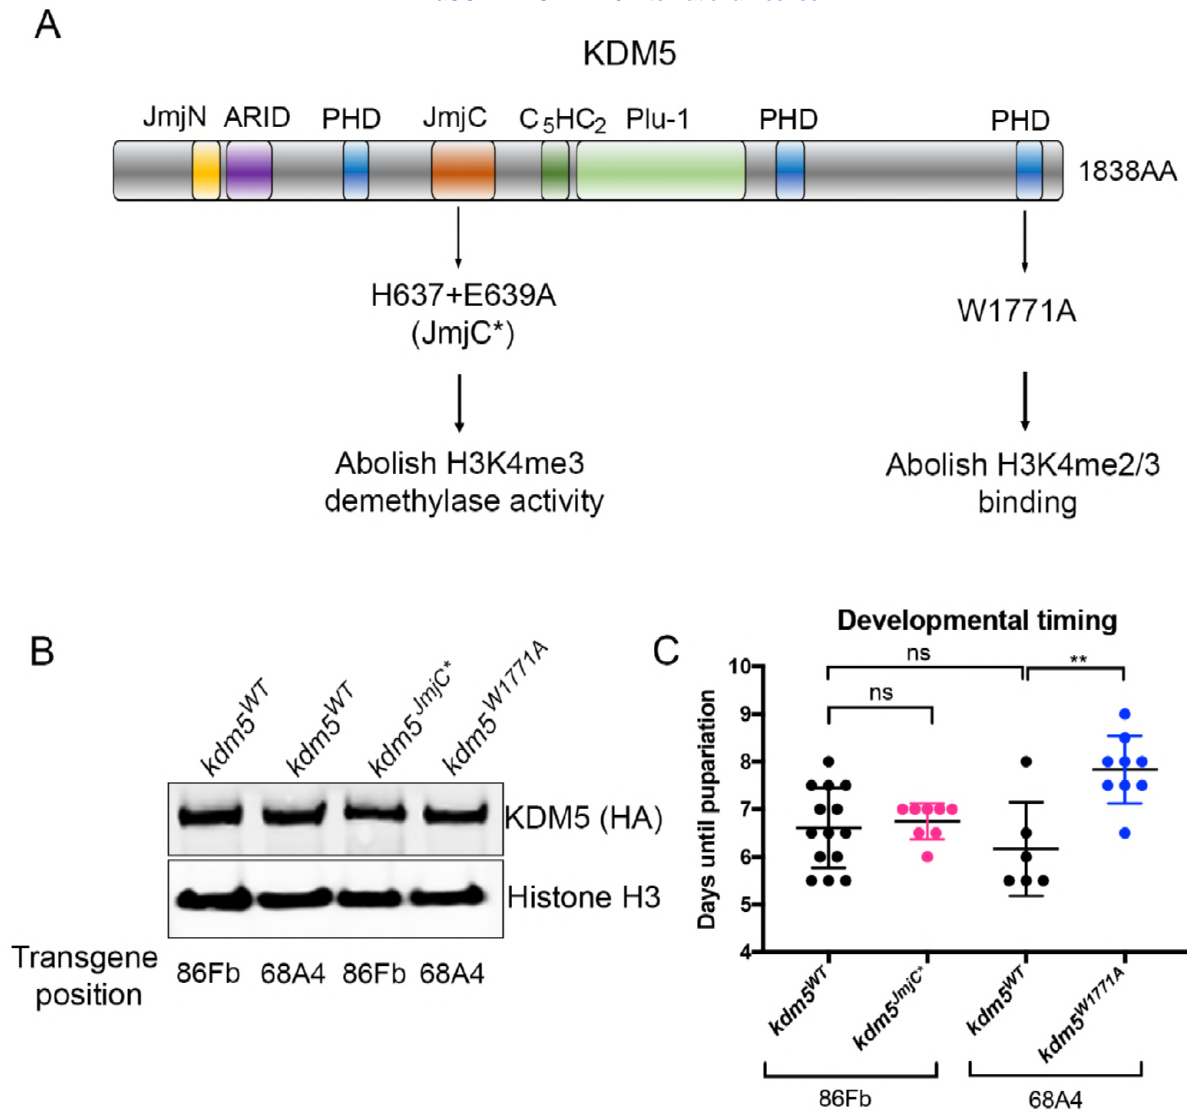 A
KDM5
JmjN ARID PHD JmjC C5HC2 Plu-1 PHD PHD
1838AA
H637+E639A
(JmjC*)
W1771A
Abolish H3K4me3
demethylase activity
Abolish H3K4me2/3
binding
B
kdm5WT kdm5WT kdm5JmjC* kdm5W1771A
KDM5 (HA)
Histone H3
Transgene
position
86Fb 68A4 86Fb 68A4
C
Developmental timing
ns
**
ns
Days until pupariation
10
9
8
7
6
5
4
kdm5WT kdm5JmjC* kdm5WT kdm5W1771A
86Fb 68A4